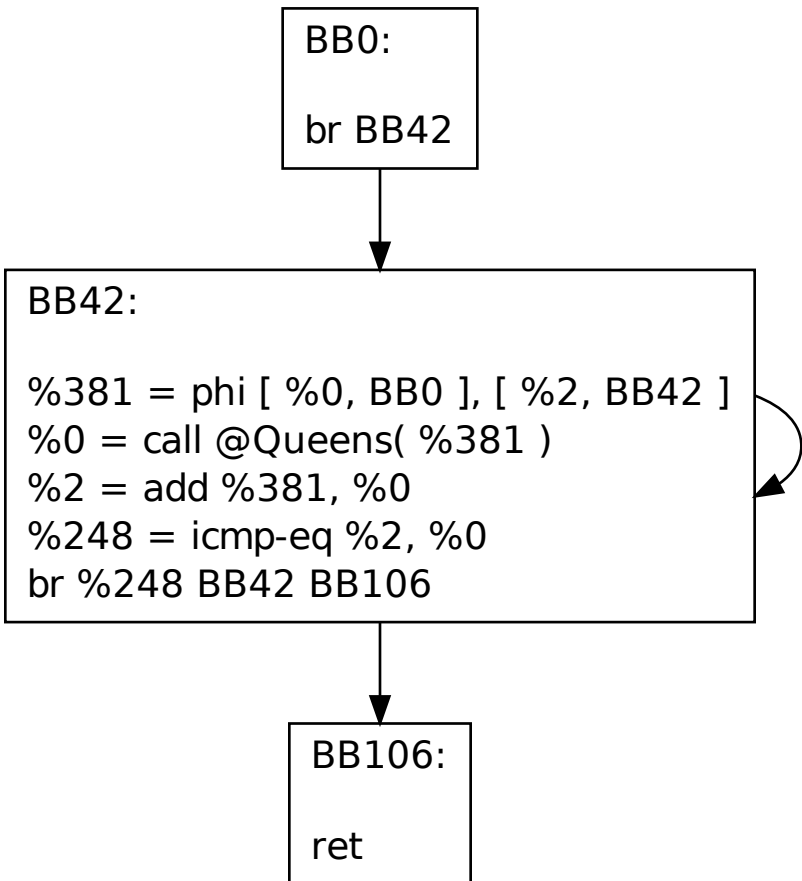 BB0:
br BB42
BB42:
%381 = phi [ %0, BB0 ], [ %2, BB42 ]
%0 = call @Queens( %381 )
%2 = add %381, %0
%248 = icmp-eq %2, %0
br %248 BB42 BB106
BB106:
ret